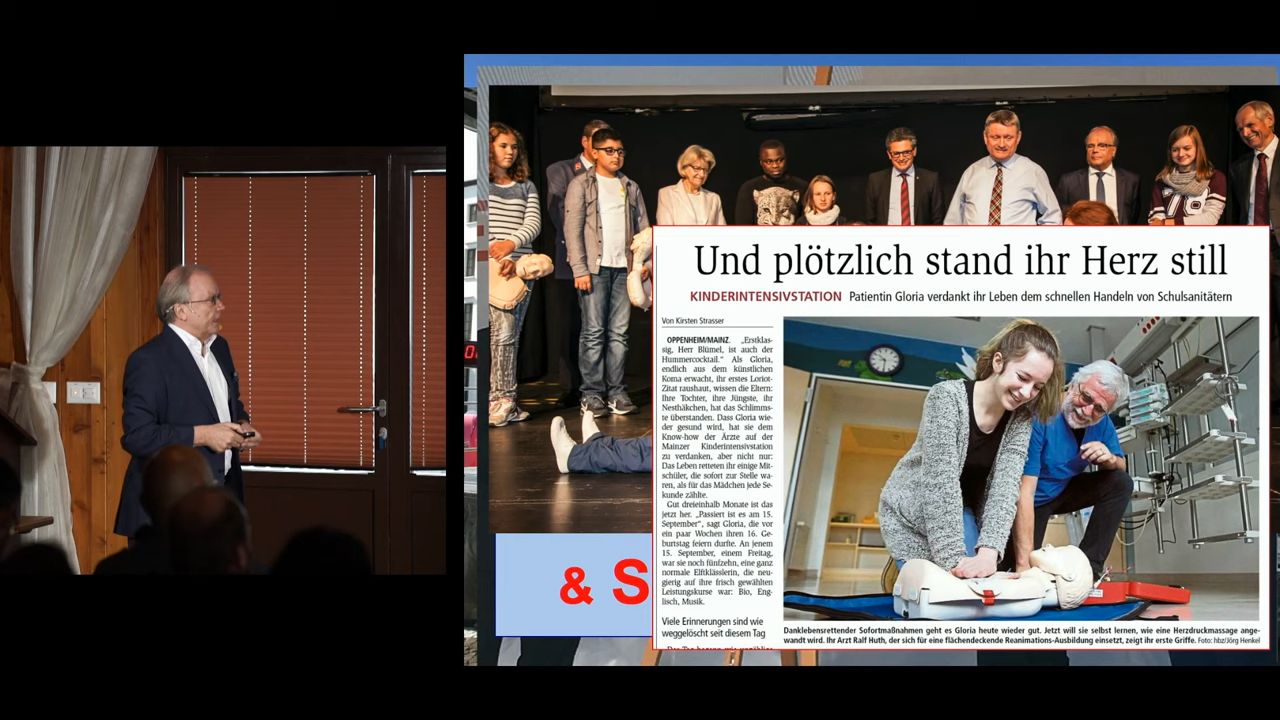 Und plötzlich stand ihr Herz still
KINDERINTENSIVSTATION Patientin Gloria verdankt ihr Leben dem schnellen Handeln von Schulsanitätern
Von Kirsten Strasser
OPPENHEIM/MAINZ. „Erstklas-
sig, Herr Blümel, ist auch der
Hummercocktail.“ Als Gloria,
endlich aus dem künstlichen
Koma erwacht, ihr erstes Loriot-
Zitat raushaut, wissen die Eltern:
Ihre Tochter, ihre Jüngste, ihr
Nesthäkchen, hat das Schlimms-
te überstanden. Dass Gloria wie-
der gesund wird, hat sie dem
Know-how der Ärzte auf der
Mainzer Kinderintensivstation
zu verdanken, aber nicht nur:
Das Leben retteten ihr einige Mit-
schüler, die sofort zur Stelle wa-
ren, als für das Mädchen jede Se-
kunde zählte.
Gut dreieinhalb Monate ist das
jetzt her. „Passiert ist es am 15.
September“, sagt Gloria, die vor
ein paar Wochen ihren 16. Ge-
burtstag feiern durfte. An jenem
15. September, einem Freitag,
war sie noch fünfzehn, eine ganz
normale Elftklässlerin, die neu-
gierig auf ihre frisch gewählten
Leistungskurse war: Bio, Eng-
lisch, Musik.
Viele Erinnerungen sind wie
weggelöscht seit diesem Tag
Danklebensrettender Sofortmaßnahmen geht es Gloria heute wieder gut. Jetzt will sie selbst lernen, wie eine Herzdruckmassage ange-
wandt wird. Ihr Arzt Ralf Huth, der sich für eine flächendeckende Reanimations-Ausbildung einsetzt, zeigt ihr erste Griffe. Foto: hbz/Jörg Henkel
& S
78